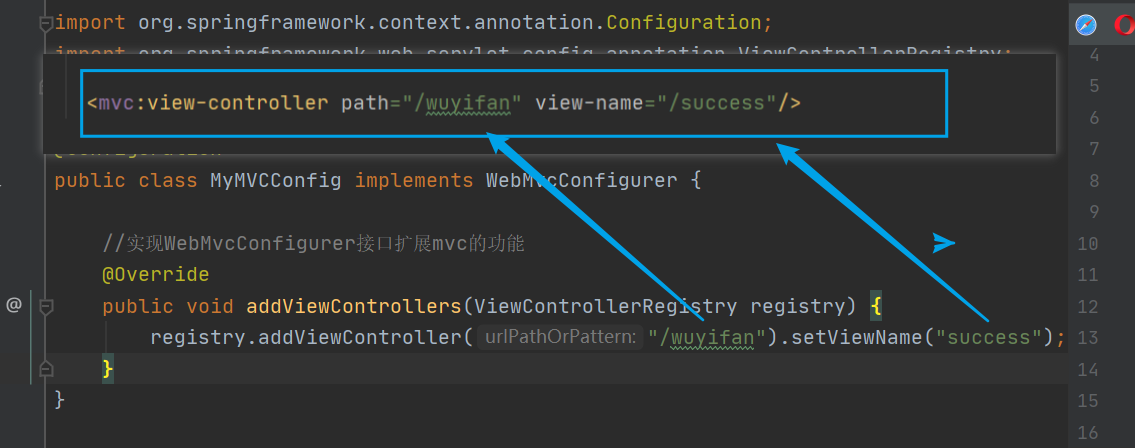 import org.springframework.context.annotation.Configuration;
import org.springframework.web.servlet.config.annotation.ViewControllerRegistry;
<mvc:view-controller path="/wuyifan" view-name="/success"/>
@Configuration
public class MyMVCConfig implements WebMvcConfigurer {
//实现WebMvcConfigurer接口扩展mvc的功能
@Override
@ public void addViewControllers(ViewControllerRegistry registry) {
registry.addViewController( urlPathOrPattern: "/wuyifan").setViewName("success");
}
}
4
5
6
7
8
9
10
11
12
13
14
15
16